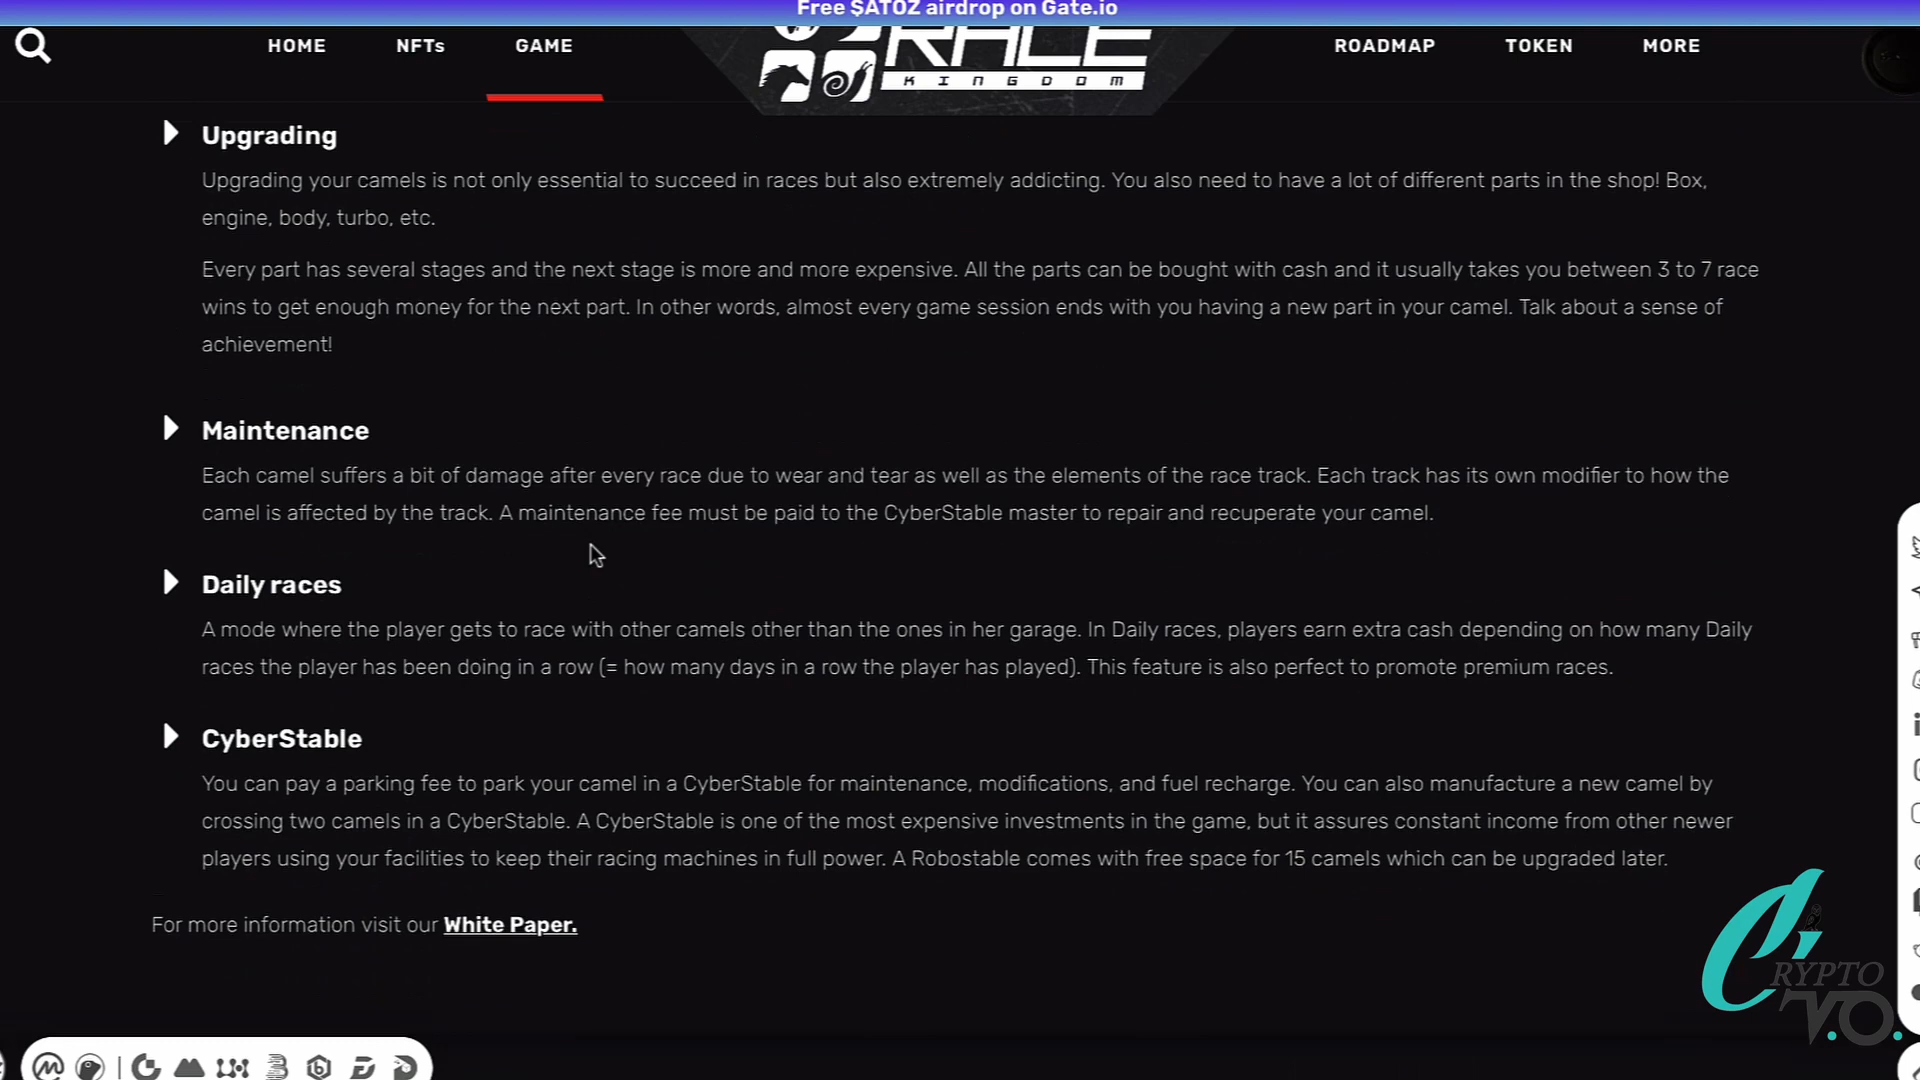 Free $ATOZ airdrop on Gate.io
HOME NFTs GAME RACE ROADMAP TOKEN MORE
KINGDOM
Upgrading
Upgrading your camels is not only essential to succeed in races but also extremely addicting. You also need to have a lot of different parts in the shop! Box,
engine, body, turbo, etc.
Every part has several stages and the next stage is more and more expensive. All the parts can be bought with cash and it usually takes you between 3 to 7 race
wins to get enough money for the next part. In other words, almost every game session ends with you having a new part in your camel. Talk about a sense of
achievement!
Maintenance
Each camel suffers a bit of damage after every race due to wear and tear as well as the elements of the race track. Each track has its own modifier to how the
camel is affected by the track. A maintenance fee must be paid to the CyberStable master to repair and recuperate your camel.
Daily races
A mode where the player gets to race with other camels other than the ones in her garage. In Daily races, players earn extra cash depending on how many Daily
races the player has been doing in a row (= how many days in a row the player has played). This feature is also perfect to promote premium races.
CyberStable
You can pay a parking fee to park your camel in a CyberStable for maintenance, modifications, and fuel recharge. You can also manufacture a new camel by
crossing two camels in a CyberStable. A CyberStable is one of the most expensive investments in the game, but it assures constant income from other newer
players using your facilities to keep their racing machines in full power. A Robostable comes with free space for 15 camels which can be upgraded later.
For more information visit our White Paper.
CRYPTO
V.O.